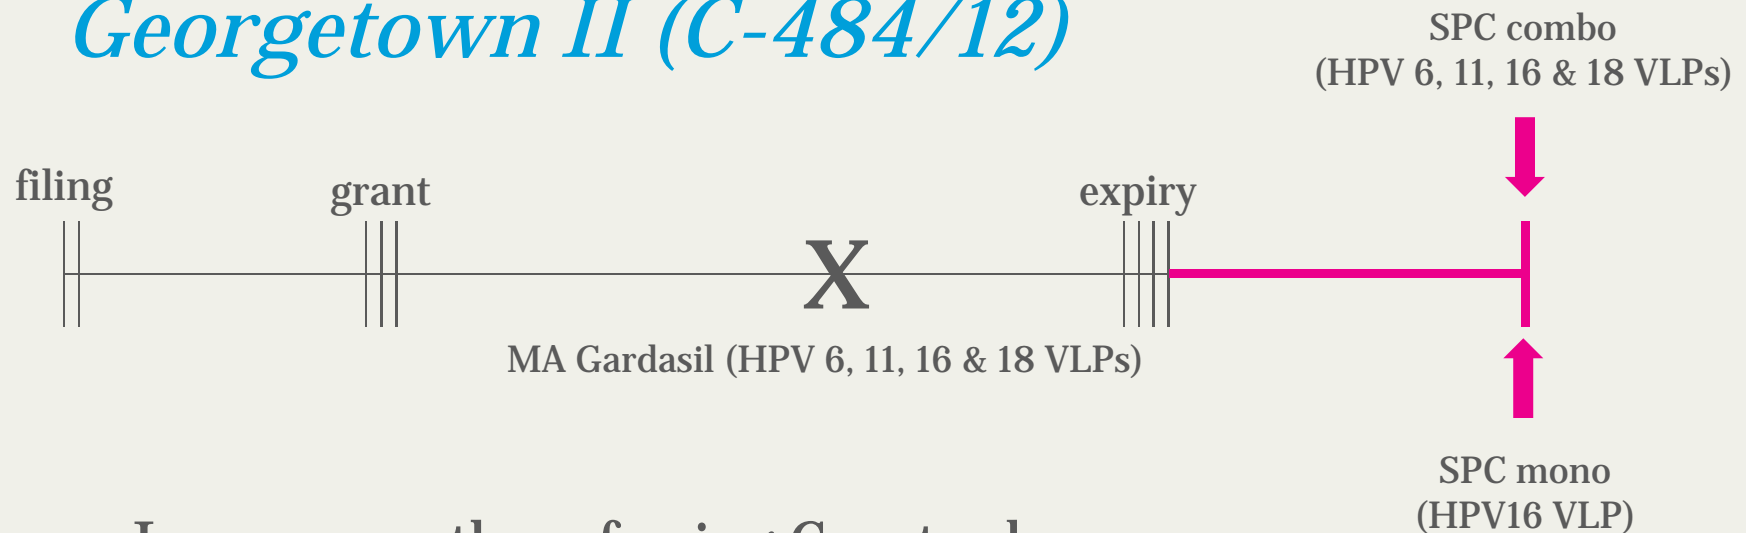 Georgetown II (C-484/12)
SPC combo
(HPV 6, 11, 16 & 18 VLPs)
filing
grant
expiry
X
MA Gardasil (HPV 6, 11, 16 & 18 VLPs)
SPC mono
(HPV16 VLP)